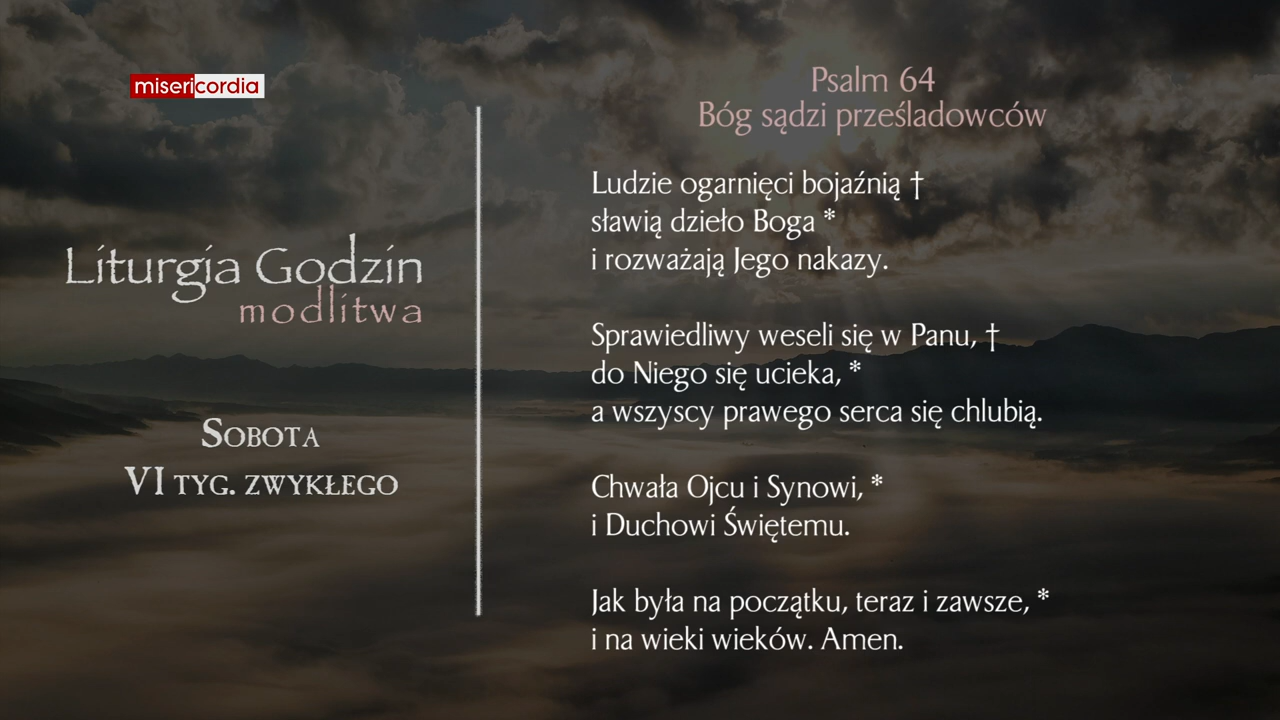 misericordia
Liturgia Godzin
modlitwa
Sobota
VI tyg. zwykłego
Psalm 64
Bóg sądzi prześladowców
Ludzie ogarnięci bojaźnią †
sławią dzieło Boga *
i rozważają Jego nakazy.
Sprawiedliwy weseli się w Panu, †
do Niego się ucieka, *
a wszyscy prawego serca się chlubią.
Chwała Ojcu i Synowi, *
i Duchowi Świętemu.
Jak była na początku, teraz i zawsze, *
i na wieki wieków. Amen.